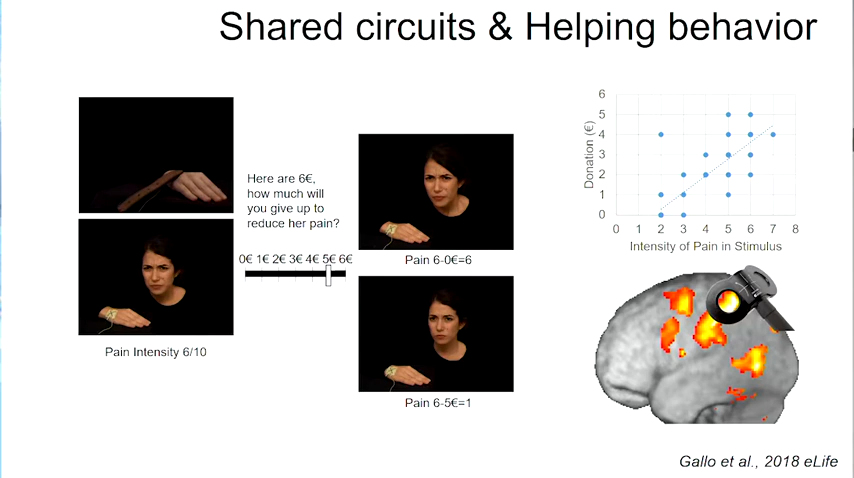 Shared circuits & Helping behavior
Here are 6€,
how much will
you give up to
reduce her pain?
0€ 1€ 2€ 3€ 4€ 5€ 6€
Pain Intensity 6/10
Pain 6-0€=6
Pain 6-5€=1
6
5
4
3
2
1
0
Donation (€)
0 1 2 3 4 5 6 7 8
Intensity of Pain in Stimulus
Gallo et al., 2018 eLife